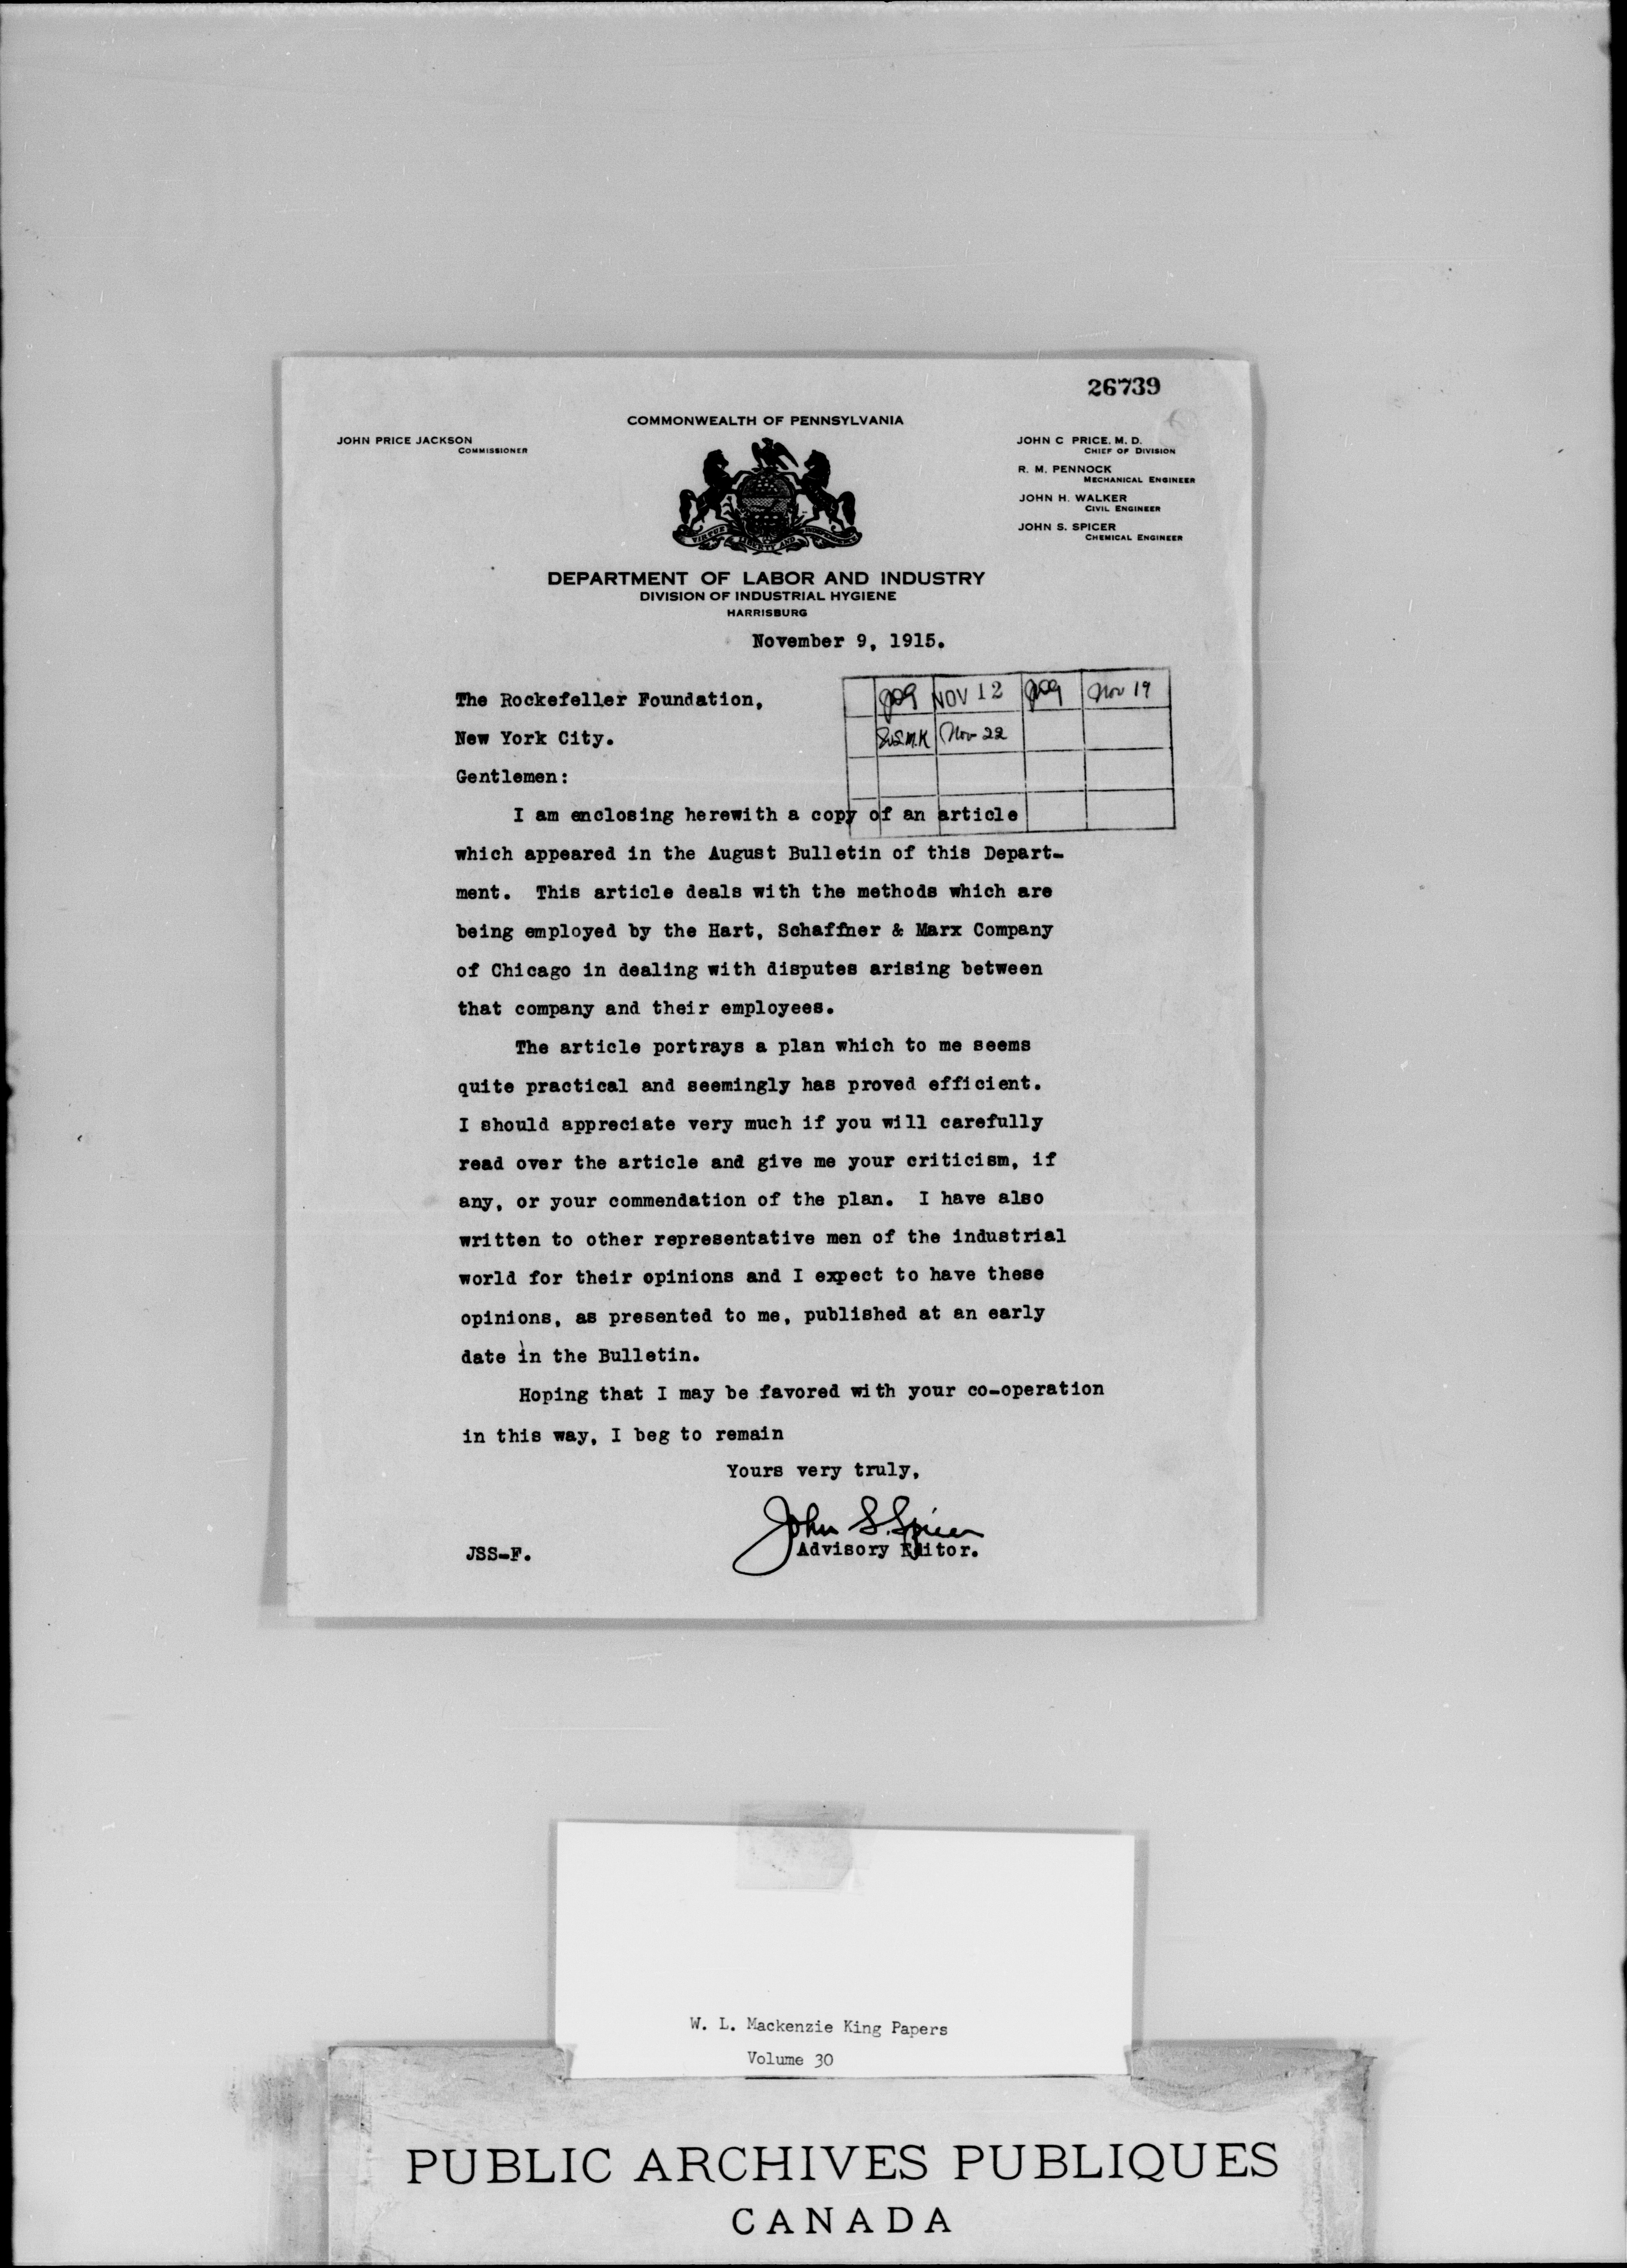 26739
COMMONWEALTH OF PENNSYLVANIA
JOHN PRICE JACKSON
COMMISSIONER
JOHN C PRICE, M. D.
CHIEF OF DIVISION
R. M. PENNOCK
MECHANICAL ENGINEER
JOHN H. WALKER
CIVIL ENGINEER
JOHN S. SPICER
CHEMICAL ENGINEER
VIRTUE LIBERTY AND INDEPENDENCE
DEPARTMENT OF LABOR AND INDUSTRY
DIVISION OF INDUSTRIAL HYGIENE
HARRISBURG
November 9, 1915.
The Rockefeller Foundation,
New York City.
NOV 12 Nov 19
Nov 22
Gentlemen:
I am enclosing herewith a copy of an article
which appeared in the August Bulletin of this Depart-
ment. This article deals with the methods which are
being employed by the Hart, Schaffner & Marx Company
of Chicago in dealing with disputes arising between
that company and their employees.
The article portrays a plan which to me seems
quite practical and seemingly has proved efficient.
I should appreciate very much if you will carefully
read over the article and give me your criticism, if
any, or your commendation of the plan. I have also
written to other representative men of the industrial
world for their opinions and I expect to have these
opinions, as presented to me, published at an early
date in the Bulletin.
Hoping that I may be favored with your co-operation
in this way, I beg to remain
Yours very truly,
John S. Spicer
Advisory Editor.
JSS-F.
W. L. Mackenzie King Papers
Volume 30
PUBLIC ARCHIVES PUBLIQUES
CANADA